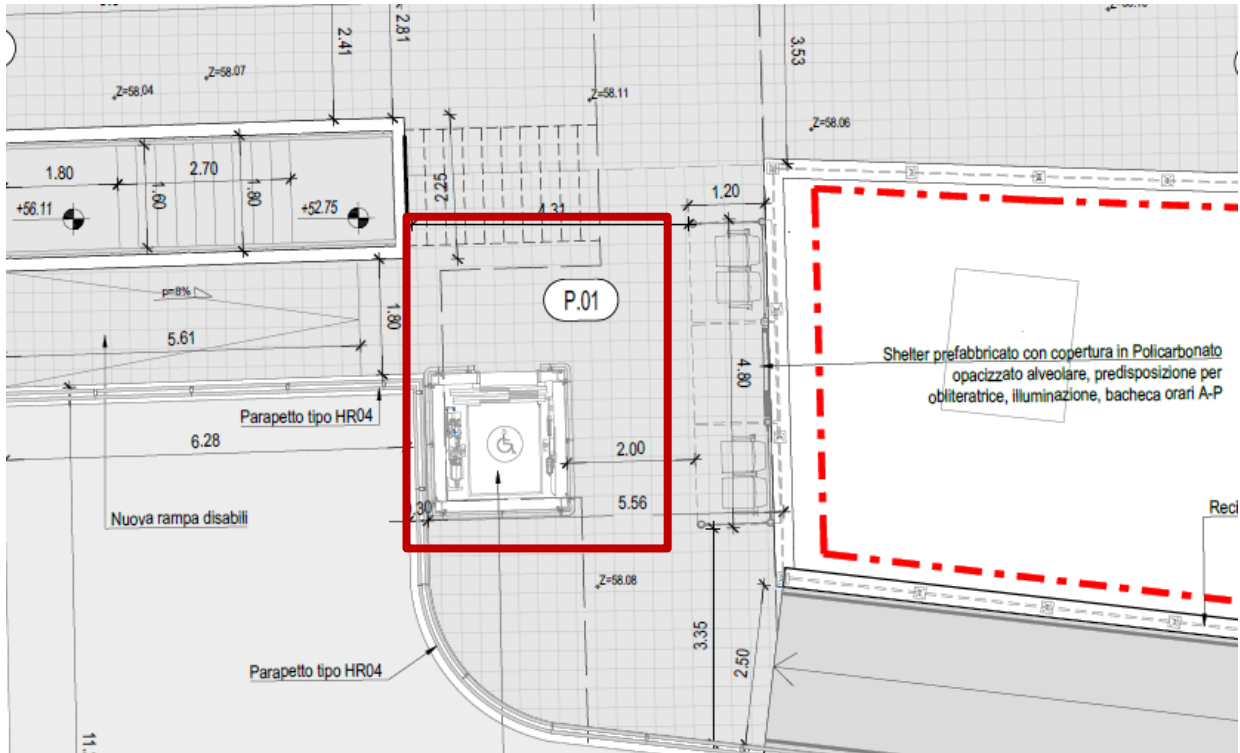 2.81
2.41
3.53
Z=58.07
Z=58.04
Z=58.11
Z=58.06
1.80
2.70
1.60
1.80
2.25
+56.11
+52.75
4.31
1.20
P.01
p=8%
5.61
1.80
4.80
Shelter prefabbricato con copertura in Policarbonato
opacizzato alveolare, predisposizione per
obliteratrice, illuminazione, bacheca orari A-P
Parapetto tipo HR04
6.28
2.00
5.56
Nuova rampa disabili
Reci
Z=58.08
3.35
2.50
Parapetto tipo HR04
11.